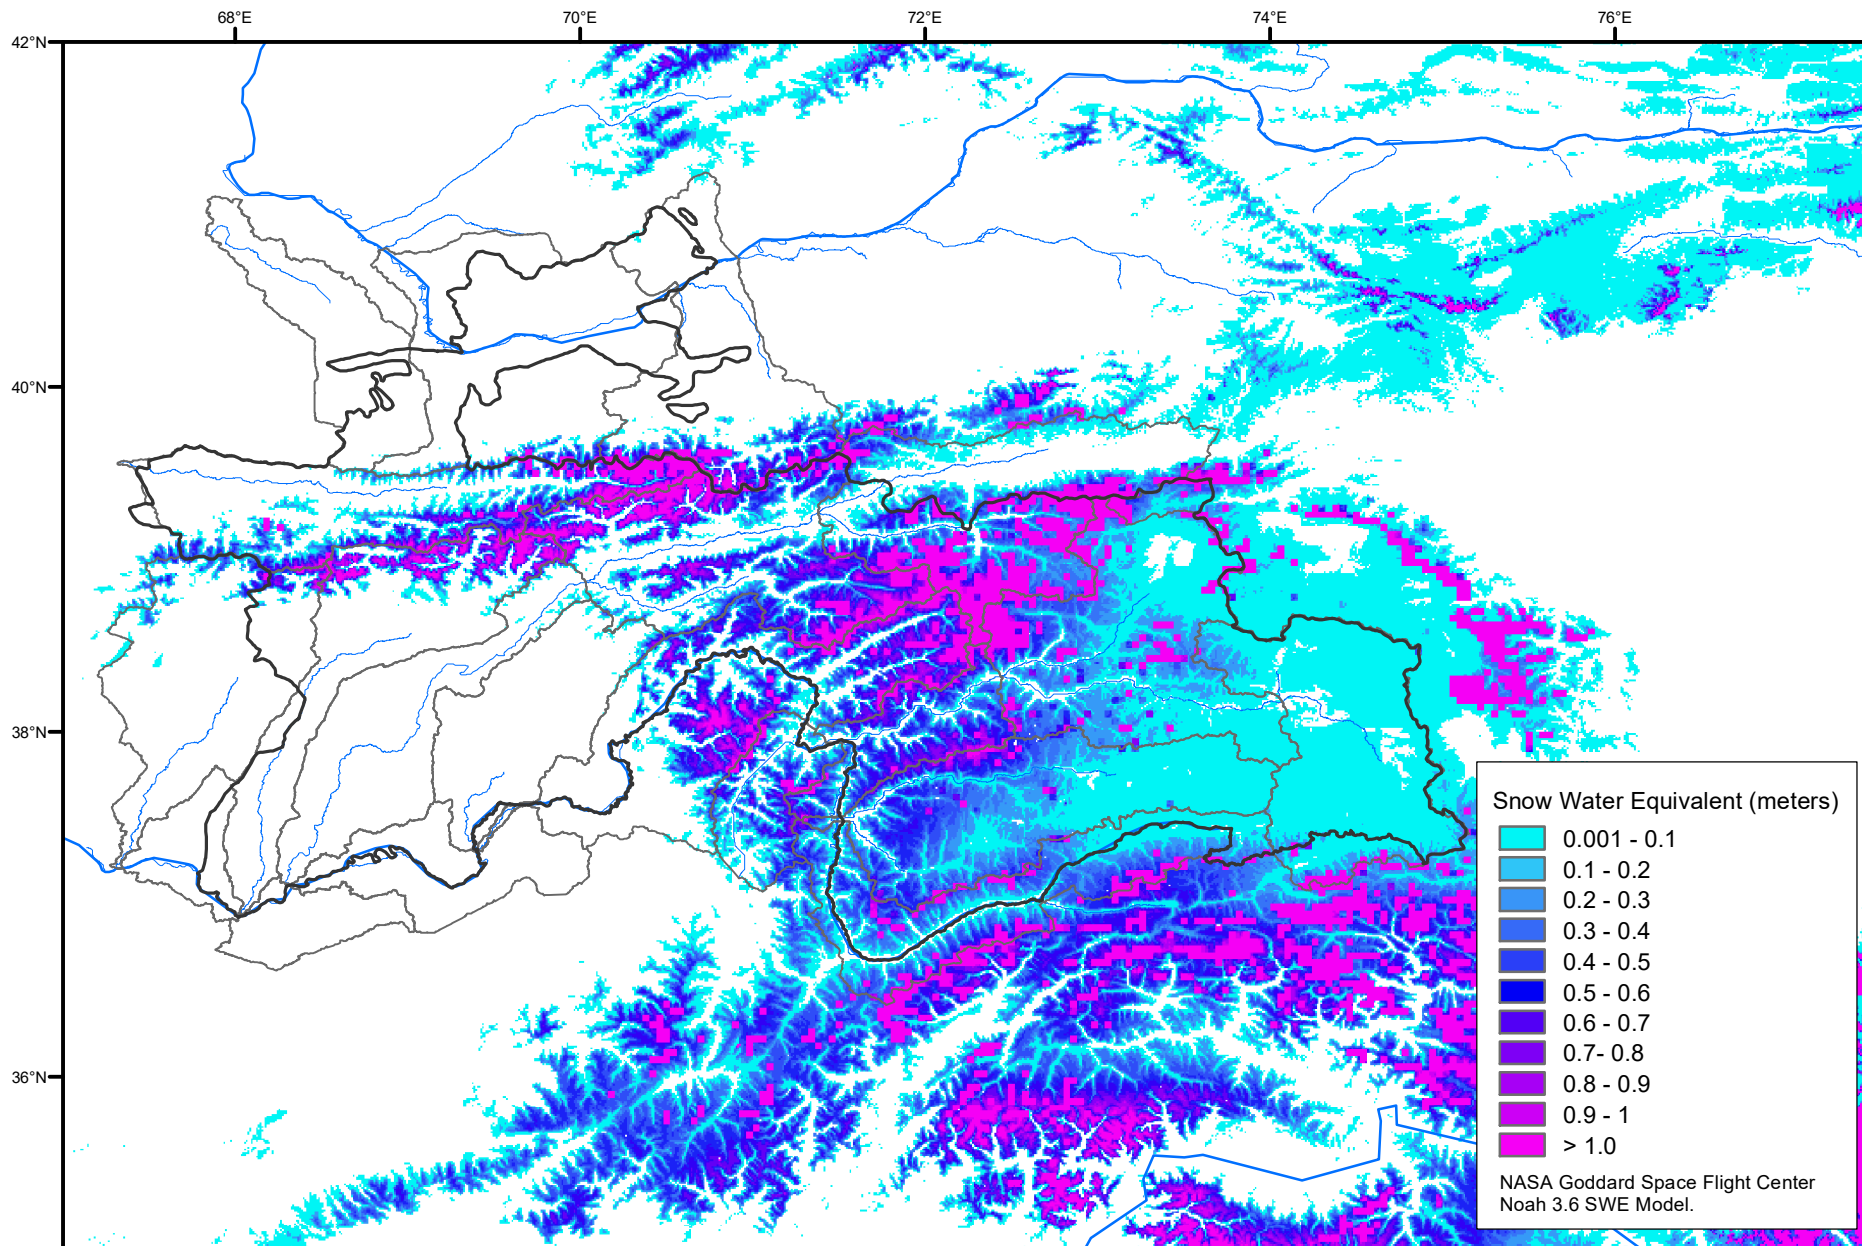 68°E
70°E
72°E
74°E
76°E
42°N
40°N
38°N
36°N
Snow Water Equivalent (meters)
0.001 - 0.1
0.1 - 0.2
0.2 - 0.3
0.3 - 0.4
0.4 - 0.5
0.5 - 0.6
0.6 - 0.7
0.7- 0.8
0.8 - 0.9
0.9 - 1
> 1.0
NASA Goddard Space Flight Center
Noah 3.6 SWE Model.